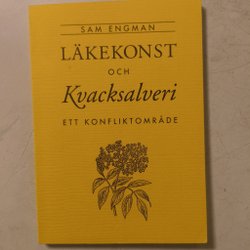 SAM ENGMAN
LÄKEKONST
OCH
Kvacksalveri
ETT KONFLIKTOMRÅDE